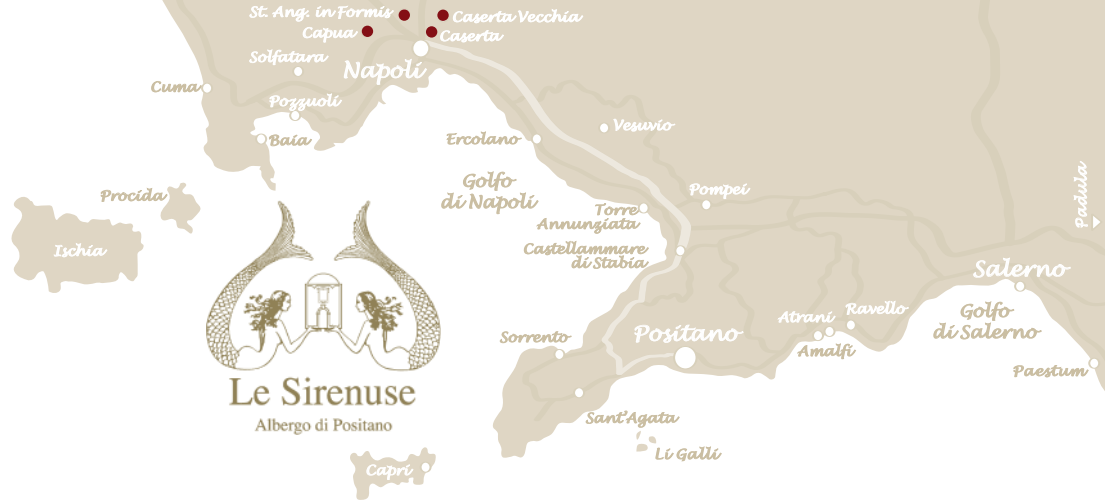 St. Ang. in Formis
Caserta Vecchia
Capua
Caserta
Solfatara
Napoli
Cuma
Pozzuoli
Vesuvio
Baia
Ercolano
Procida
Golfo
di Napoli
Pompei
Padula
Torre
Annunziata
Ischia
Castellammare
di Stabia
Salerno
Ravello
Atrani
Golfo
di Salerno
Positano
Sorrento
Amalfi
Paestum
Le Sirenuse
Albergo di Positano
Sant'Agata
Li Galli
Capri